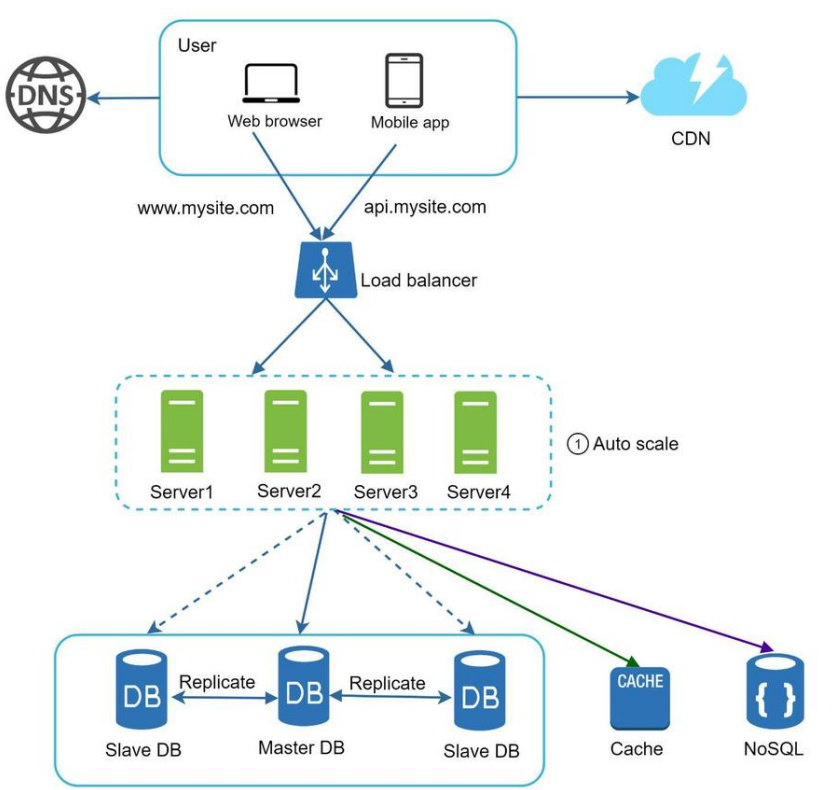 User
DNS
Web browser
Mobile app
CDN
www.mysite.com
api.mysite.com
Load balancer
1 Auto scale
Server1
Server2
Server3
Server4
DB
Replicate
DB
Replicate
DB
CACHE
{ }
Slave DB
Master DB
Slave DB
Cache
NoSQL